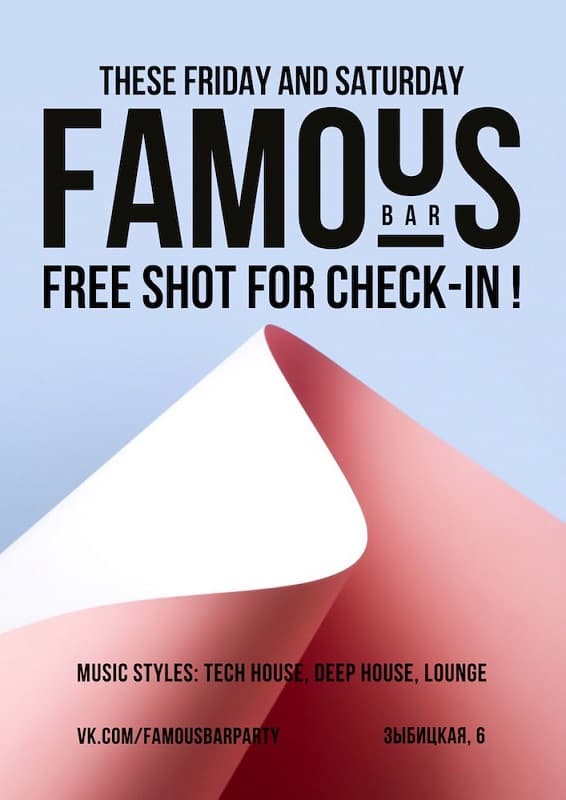 THESE FRIDAY AND SATURDAY
FAMOUS
BAR
FREE SHOT FOR CHECK-IN !
MUSIC STYLES: TECH HOUSE, DEEP HOUSE, LOUNGE
VK.COM/FAMOUSBARPARTY
ЗЫБИЦКАЯ, 6